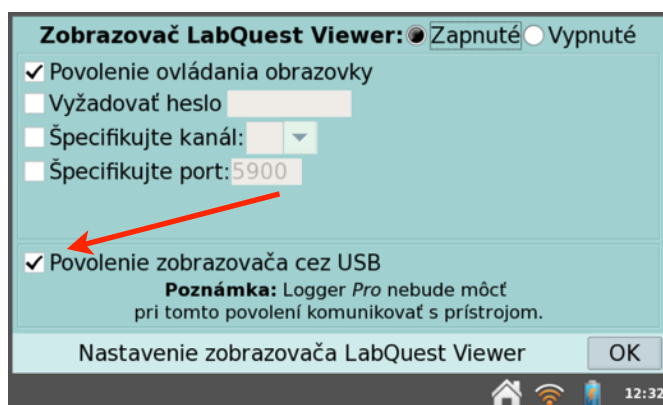 Zobrazovač LabQuest Viewer: Zapnuté Vypnuté
Povolenie ovládania obrazovky
Vyžadovať heslo
Špecifikujte kanál:
Špecifikujte port: 5900
Povolenie zobrazovača cez USB
Poznámka: Logger Pro nebude môcť
pri tomto povolení komunikovať s prístrojom.
Nastavenie zobrazovača LabQuest Viewer OK
12:32